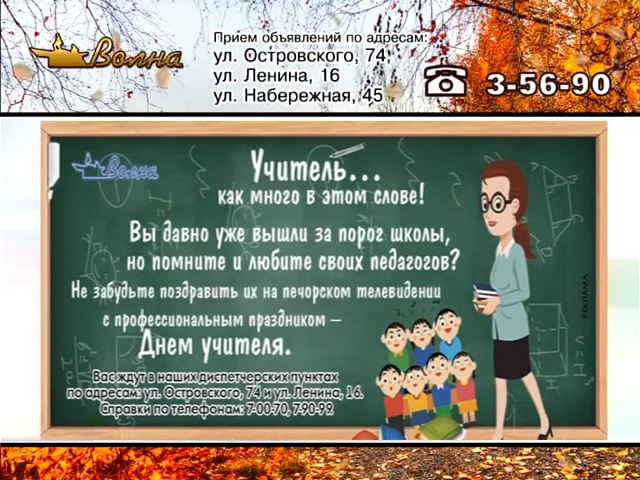 Волна
Прием объявлений по адресам:
ул. Островского, 74
ул. Ленина, 16
ул. Набережная, 45
3-56-90
Волна
Учитель...
как много в этом слове!
Вы давно уже вышли за порог школы,
но помните и любите своих педагогов?
Не забудьте поздравить их на печорском телевидении
с профессиональным праздником –
Днем учителя.
Вас ждут в наших диспетчерских пунктах
по адресам: ул. Островского, 74 и ул. Ленина, 16.
Справки по телефонам: 7-00-70, 7-90-99.
РЕКЛАМА